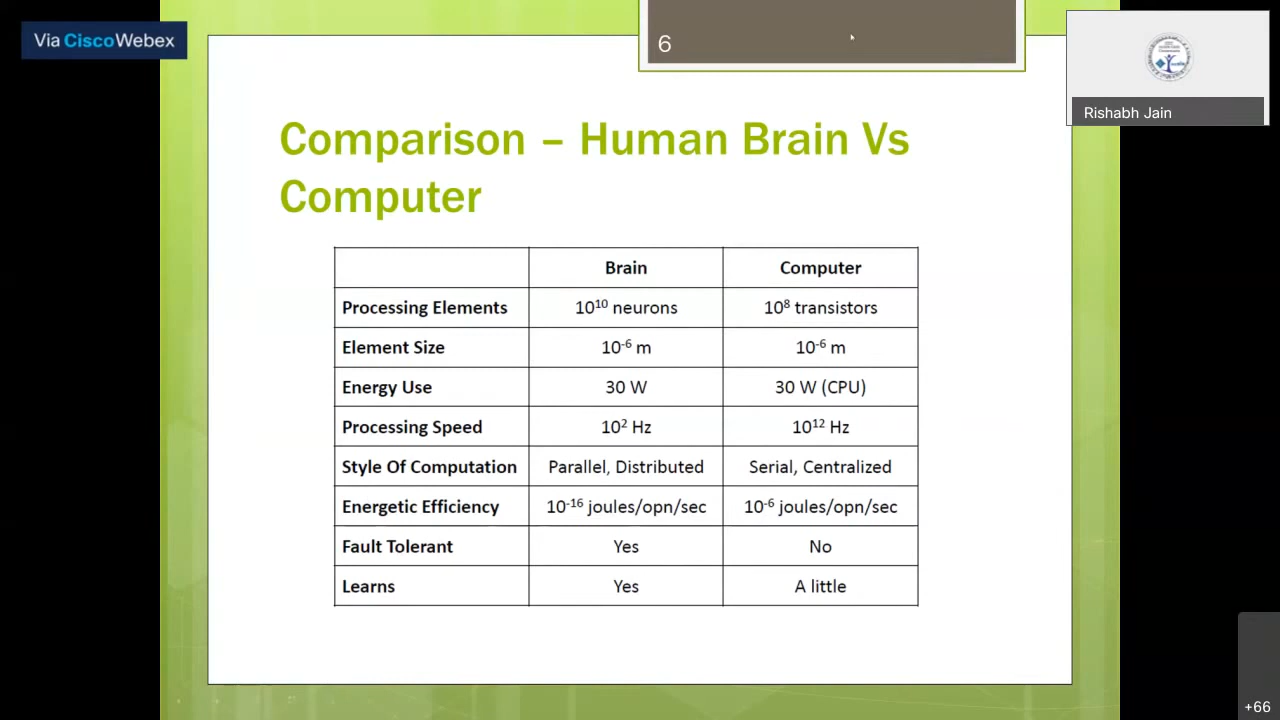 Via CiscoWebex
6
Rishabh Jain
Comparison – Human Brain Vs
Computer
Brain Computer
Processing Elements 10¹⁰ neurons 10⁸ transistors
Element Size 10⁻⁶ m 10⁻⁶ m
Energy Use 30 W 30 W (CPU)
Processing Speed 10² Hz 10¹² Hz
Style Of Computation Parallel, Distributed Serial, Centralized
Energetic Efficiency 10⁻¹⁶ joules/opn/sec 10⁻⁶ joules/opn/sec
Fault Tolerant Yes No
Learns Yes A little
+66